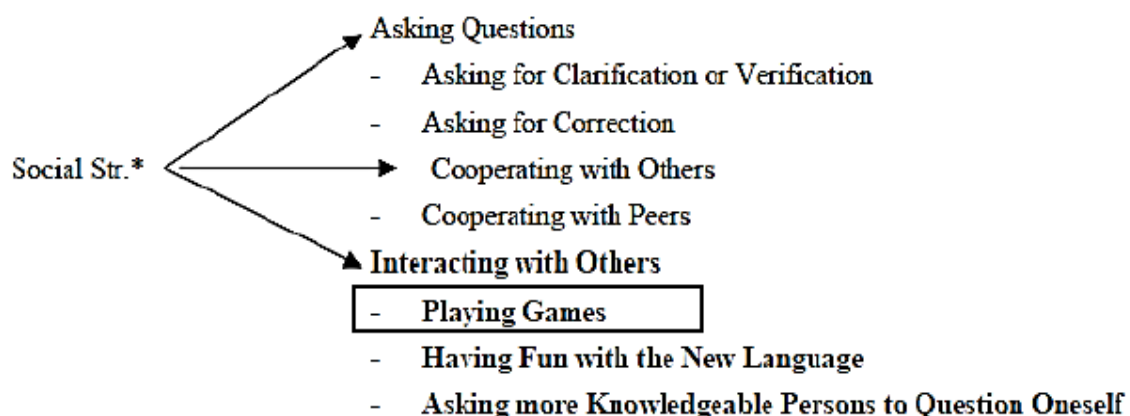 Asking Questions
- Asking for Clarification or Verification
- Asking for Correction
Social Str.* Cooperating with Others
- Cooperating with Peers
Interacting with Others
- Playing Games
- Having Fun with the New Language
- Asking more Knowledgeable Persons to Question Oneself